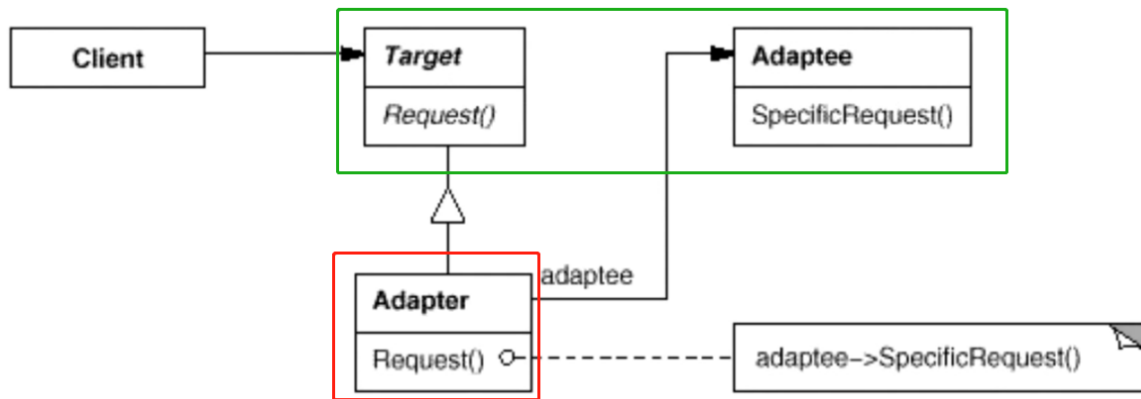 Client
Target
Request()
Adaptee
SpecificRequest()
adaptee
Adapter
Request()
adaptee->SpecificRequest()